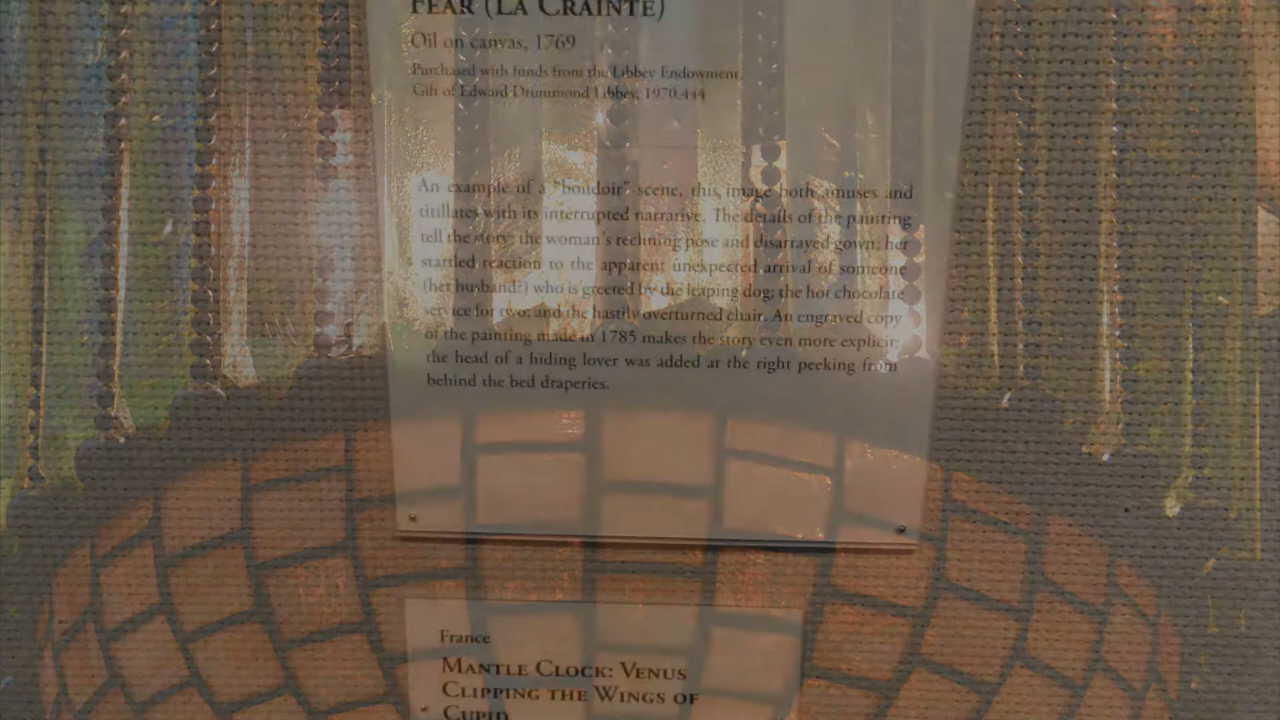 FEAR (LA CRAINTE)
Oil on canvas, 1769
Purchased with funds from the Libbey Endowment,
Gift of Edward Drummond Libbey, 1970.444
An example of a "boudoir" scene, this image both amuses and
titillates with its interrupted narrative. The details of the painting
tell the story: the woman's reclining pose and disarrayed gown; her
startled reaction to the apparent unexpected arrival of someone
(her husband?) who is greeted by the leaping dog; the hot chocolate
service for two; and the hastily overturned chair. An engraved copy
of the painting made in 1785 makes the story even more explicit:
the head of a hiding lover was added at the right peeking from
behind the bed draperies.
France
MANTLE CLOCK: VENUS
CLIPPING THE WINGS OF
CUPID